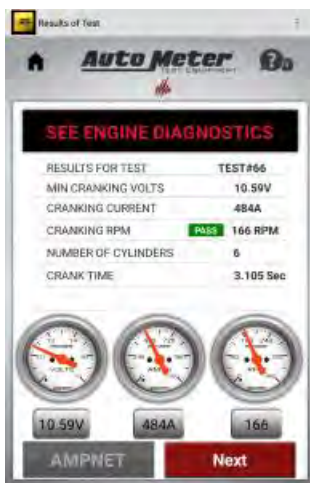 Results of Test
Auto Meter
TEST EQUIPMENT
SEE ENGINE DIAGNOSTICS
RESULTS FOR TEST TEST#66
MIN CRANKING VOLTS 10.59V
CRANKING CURRENT 484A
CRANKING RPM PASS 166 RPM
NUMBER OF CYLINDERS 6
CRANK TIME 3.105 Sec
VOLTS
10.59V 484A 166
AMPNET Next